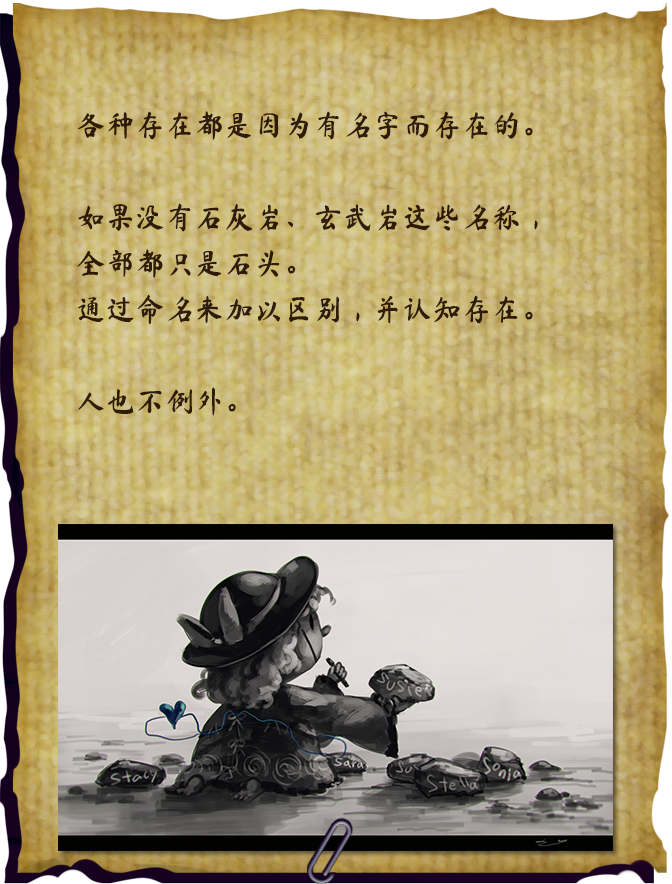 各种存在都是因为有名字而存在的。
如果没有石灰岩、玄武岩这些名称，
全部都只是石头。
通过命名来加以区别，并认知存在。
人也不例外。
Susie
Stacy
Sara
Su
Stella
Sonja